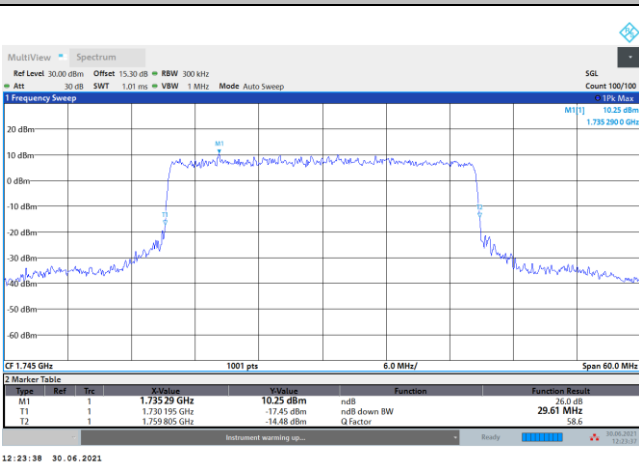 MultiView Spectrum
Ref Level 30.00 dBm Offset 15.30 dB RBW 300 kHz SGL
Att 30 dB SWT 1.01 ms VBW 1 MHz Mode Auto Sweep Count 100/100
1 Frequency Sweep 1Pk Max
M1[1] 10.25 dBm
1.735 290 0 GHz
20 dBm
M1
10 dBm
0 dBm
-10 dBm
T1
-20 dBm
-30 dBm
-40 dBm
-50 dBm
-60 dBm
CF 1.745 GHz 1001 pts 6.0 MHz/ Span 60.0 MHz
2 Marker Table
Type Ref Trc X-Value Y-Value Function Function Result
M1 1 1.735 29 GHz 10.25 dBm ndB 26.0 dB
T1 1 1.730 195 GHz -17.45 dBm ndB down BW 29.61 MHz
T2 1 1.759 805 GHz -14.48 dBm Q Factor 58.6
Instrument warming up... Ready 30.06.2021
12:23:37
12:23:38 30.06.2021